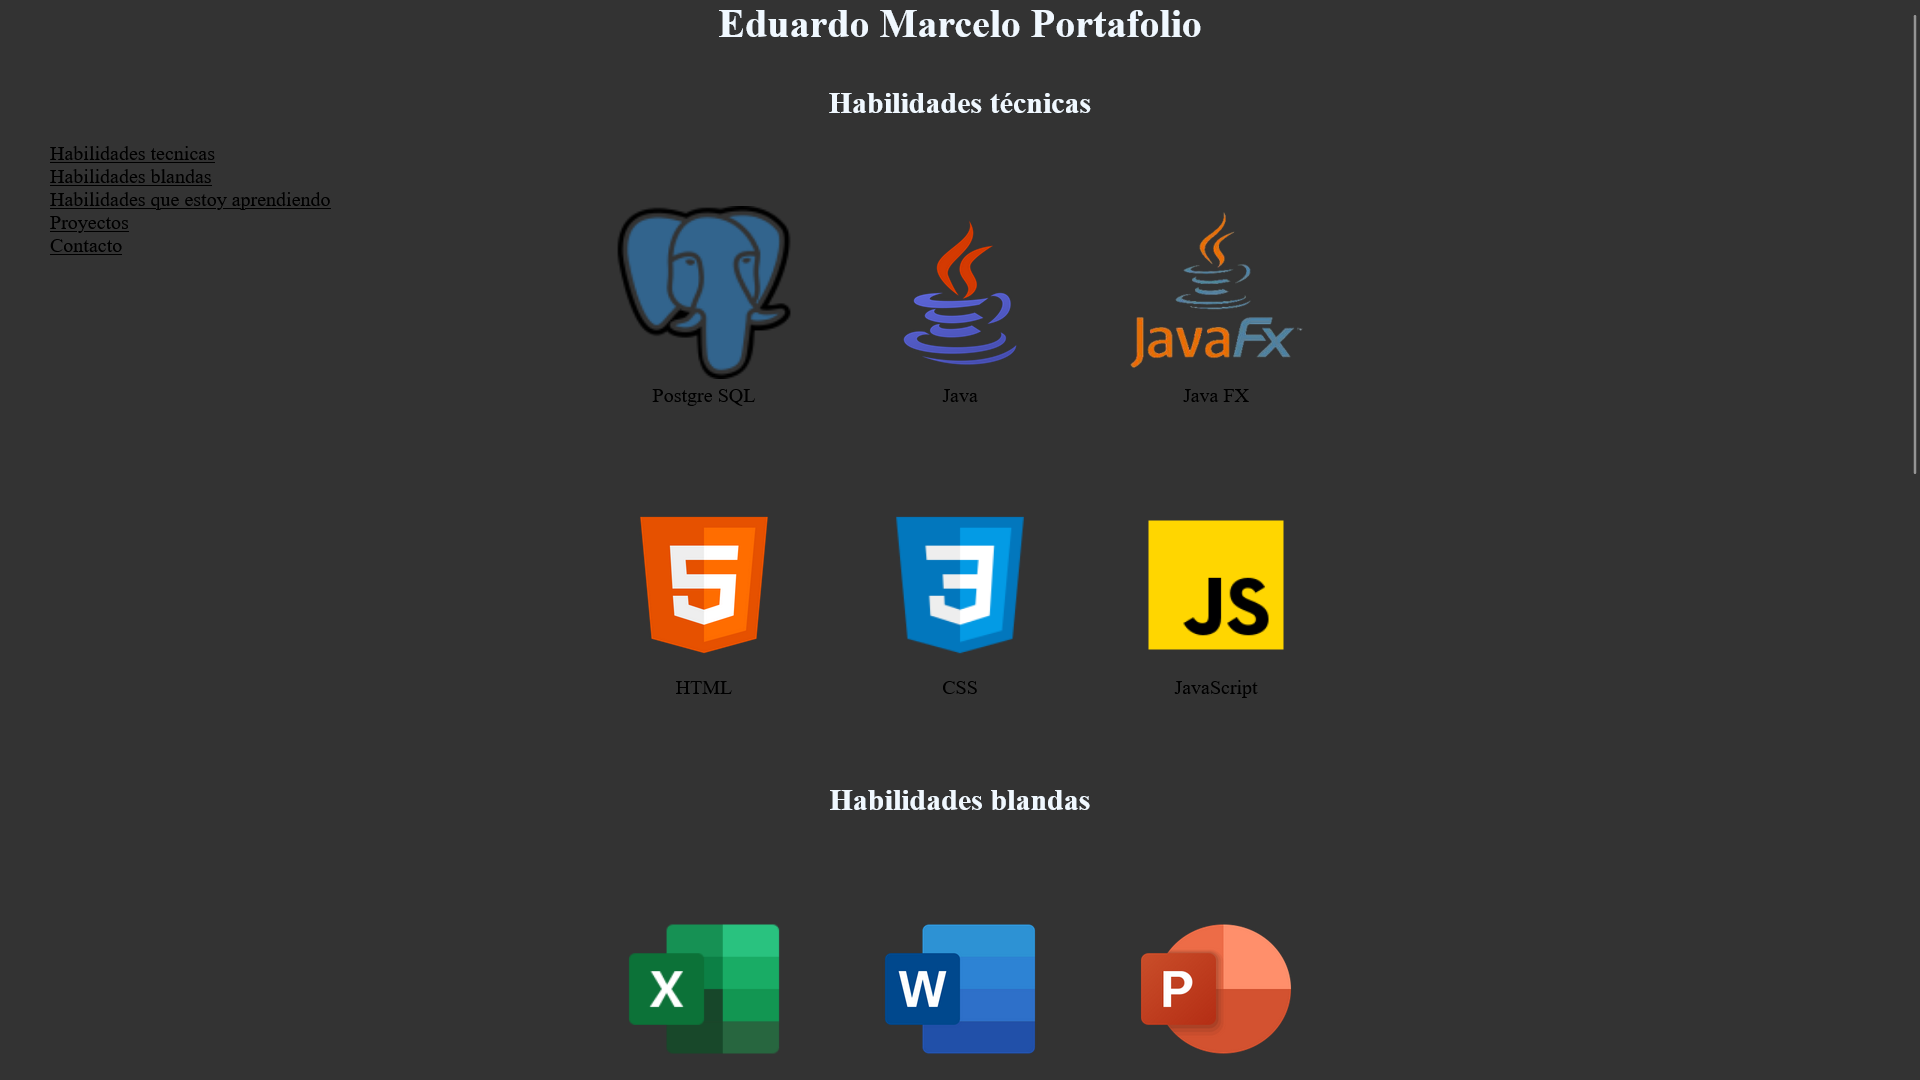 Eduardo Marcelo Portafolio
Habilidades técnicas
Habilidades tecnicas
Habilidades blandas
Habilidades que estoy aprendiendo
Proyectos
Contacto
JavaFx
Postgre SQL
Java
Java FX
5
3
JS
HTML
CSS
JavaScript
Habilidades blandas
X
W
P